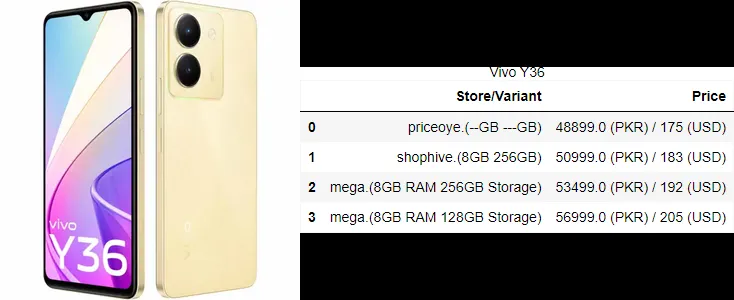 vivo
Y36
Vivo Y36
Store/Variant Price
0 priceoye.(--GB ---GB) 48899.0 (PKR) / 175 (USD)
1 shophive.(8GB 256GB) 50999.0 (PKR) / 183 (USD)
2 mega.(8GB RAM 256GB Storage) 53499.0 (PKR) / 192 (USD)
3 mega.(8GB RAM 128GB Storage) 56999.0 (PKR) / 205 (USD)